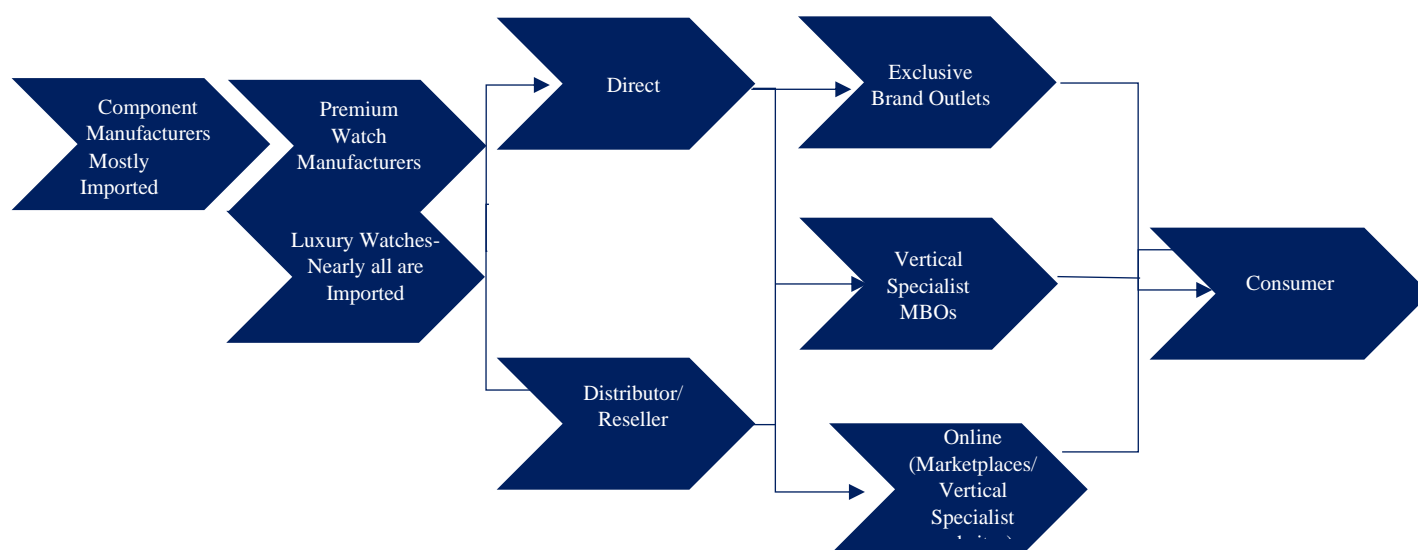 Component
Manufacturers
Mostly
Imported
Premium
Watch
Manufacturers
Luxury Watches-
Nearly all are
Imported
Direct
Distributor/
Reseller
Exclusive
Brand Outlets
Vertical
Specialist
MBOs
Online
(Marketplaces/
Vertical
Specialist
Consumer